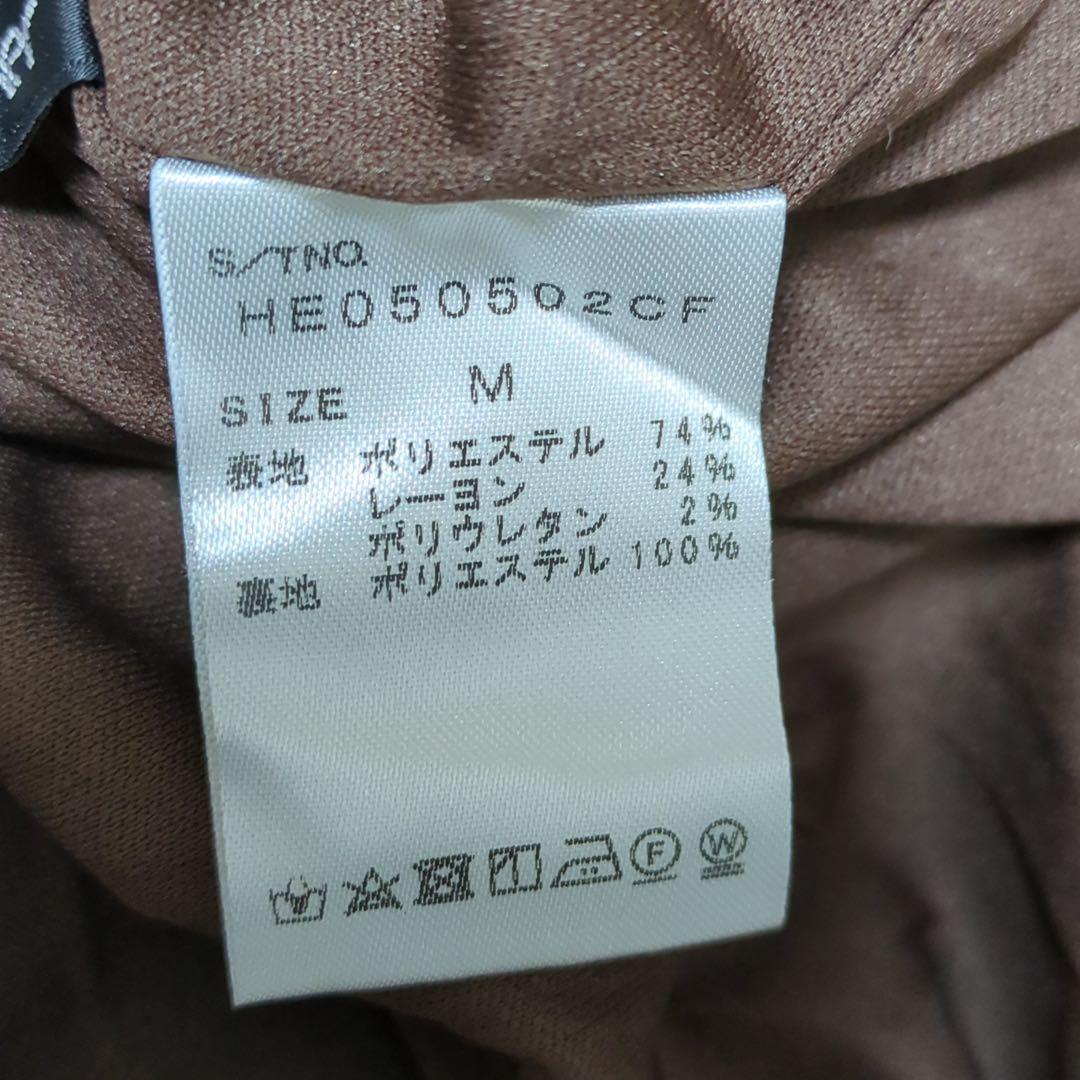 S/TNO.
HE050502CF
SIZE M
表地 ポリエステル 74%
レーヨン 24%
ポリウレタン 2%
裏地 ポリエステル 100%
F W